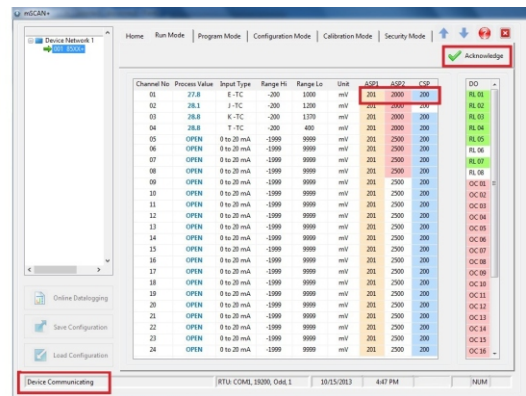 mSCAN+
Home Run Mode Program Mode Configuration Mode Calibration Mode Security Mode
Device Network 1
001 85XX+
Acknowledge
Channel No Process Value Input Type Range Hi Range Lo Unit ASP1 ASP2 CSP DO
01 27.8 E -TC -200 1000 mV 201 2000 200 RL 01
02 28.1 J -TC -200 1200 mV 201 2000 200 RL 02
03 28.8 K -TC -200 1370 mV 201 2000 200 RL 03
04 28.8 T -TC -200 400 mV 201 2000 200 RL 04
05 OPEN 0 to 20 mA -1999 9999 mV 201 2000 200 RL 05
06 OPEN 0 to 20 mA -1999 9999 mV 201 2000 200 RL 06
07 OPEN 0 to 20 mA -1999 9999 mV 201 2000 200 RL 07
08 OPEN 0 to 20 mA -1999 9999 mV 201 2000 200 RL 08
09 OPEN 0 to 20 mA -1999 9999 mV 201 2500 200 OC 01
10 OPEN 0 to 20 mA -1999 9999 mV 201 2500 200 OC 02
11 OPEN 0 to 20 mA -1999 9999 mV 201 2500 200 OC 03
12 OPEN 0 to 20 mA -1999 9999 mV 201 2500 200 OC 04
13 OPEN 0 to 20 mA -1999 9999 mV 201 2500 200 OC 05
14 OPEN 0 to 20 mA -1999 9999 mV 201 2500 200 OC 06
15 OPEN 0 to 20 mA -1999 9999 mV 201 2500 200 OC 07
16 OPEN 0 to 20 mA -1999 9999 mV 201 2500 200 OC 08
17 OPEN 0 to 20 mA -1999 9999 mV 201 2500 200 OC 09
18 OPEN 0 to 20 mA -1999 9999 mV 201 2500 200 OC 10
19 OPEN 0 to 20 mA -1999 9999 mV 201 2500 200 OC 11
20 OPEN 0 to 20 mA -1999 9999 mV 201 2500 200 OC 12
21 OPEN 0 to 20 mA -1999 9999 mV 201 2500 200 OC 13
22 OPEN 0 to 20 mA -1999 9999 mV 201 2500 200 OC 14
23 OPEN 0 to 20 mA -1999 9999 mV 201 2500 200 OC 15
24 OPEN 0 to 20 mA -1999 9999 mV 201 2500 200 OC 16
Online Datalogging
Save Configuration
Load Configuration
Device Communicating RTU: COM1, 19200, Odd, 1 10/15/2013 4:47 PM NUM